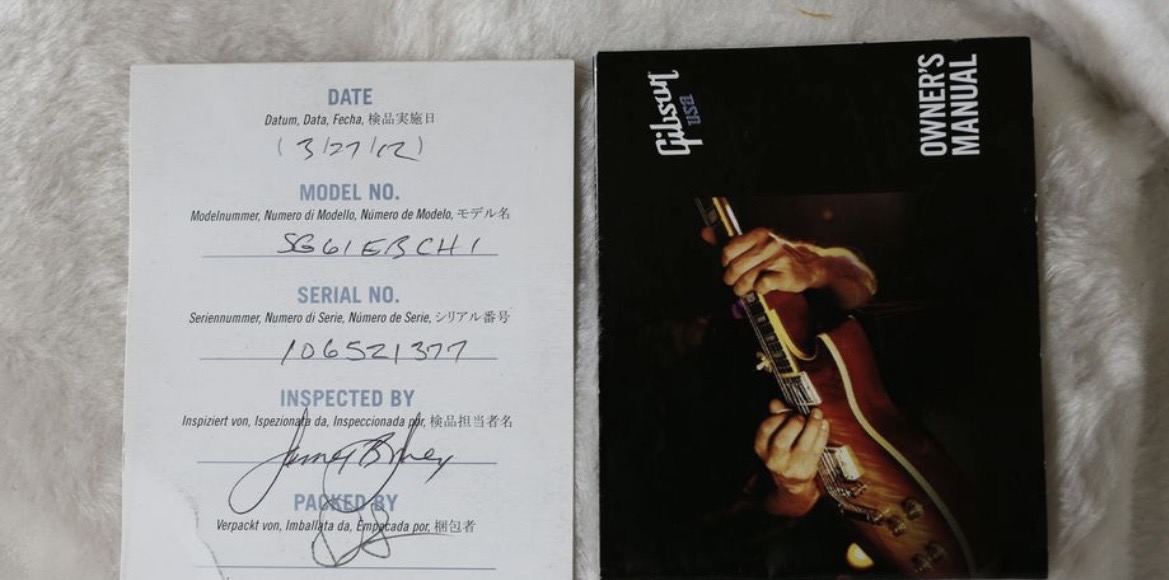 DATE
Datum, Data, Fecha, 検品実施日
(3/27/12)
MODEL NO.
Modelnummer, Numero di Modello, Número de Modelo, モデル名
SG61EBCH1
SERIAL NO.
Seriennummer, Numero di Serie, Número de Serie, シリアル番号
106521377
INSPECTED BY
Inspiziert von, Ispezionata da, Inspeccionada por, 検品担当者名
PACKED BY
Verpackt von, Imballata da, Empacada por, 梱包者
Gibson
usa
OWNER'S
MANUAL